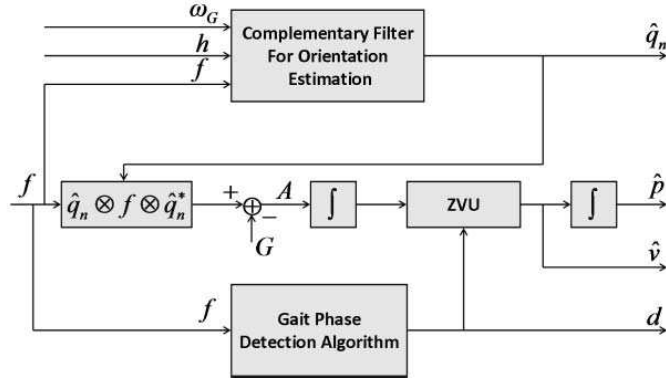 ω_G
h
f
Complementary Filter
For Orientation
Estimation
q̂_n
f
q̂_n ⊗ f ⊗ q̂_n^*
+
−
G
A
∫
ZVU
∫
p̂
v̂
f
Gait Phase
Detection Algorithm
d